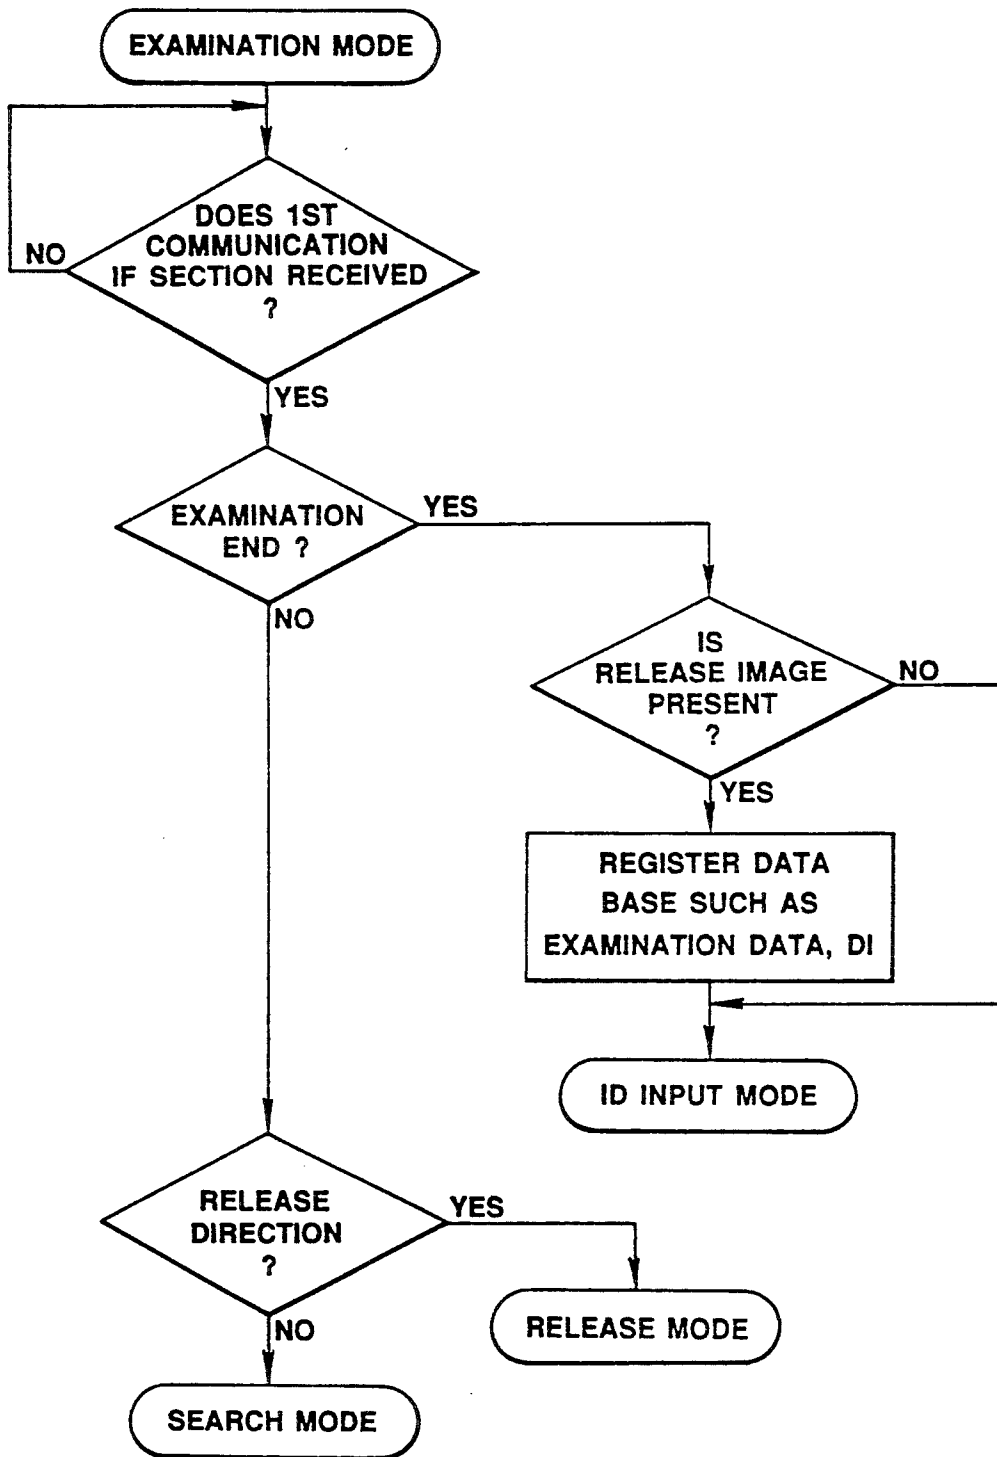 EXAMINATION MODE
DOES 1ST
COMMUNICATION
IF SECTION RECEIVED
?
NO
YES
EXAMINATION
END ?
YES
NO
IS
RELEASE IMAGE
PRESENT
?
NO
YES
REGISTER DATA
BASE SUCH AS
EXAMINATION DATA, DI
ID INPUT MODE
RELEASE
DIRECTION
?
YES
NO
RELEASE MODE
SEARCH MODE